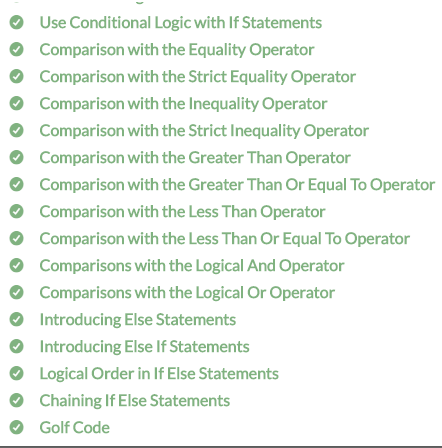 Use Conditional Logic with If Statements
Comparison with the Equality Operator
Comparison with the Strict Equality Operator
Comparison with the Inequality Operator
Comparison with the Strict Inequality Operator
Comparison with the Greater Than Operator
Comparison with the Greater Than Or Equal To Operator
Comparison with the Less Than Operator
Comparison with the Less Than Or Equal To Operator
Comparisons with the Logical And Operator
Comparisons with the Logical Or Operator
Introducing Else Statements
Introducing Else If Statements
Logical Order in If Else Statements
Chaining If Else Statements
Golf Code